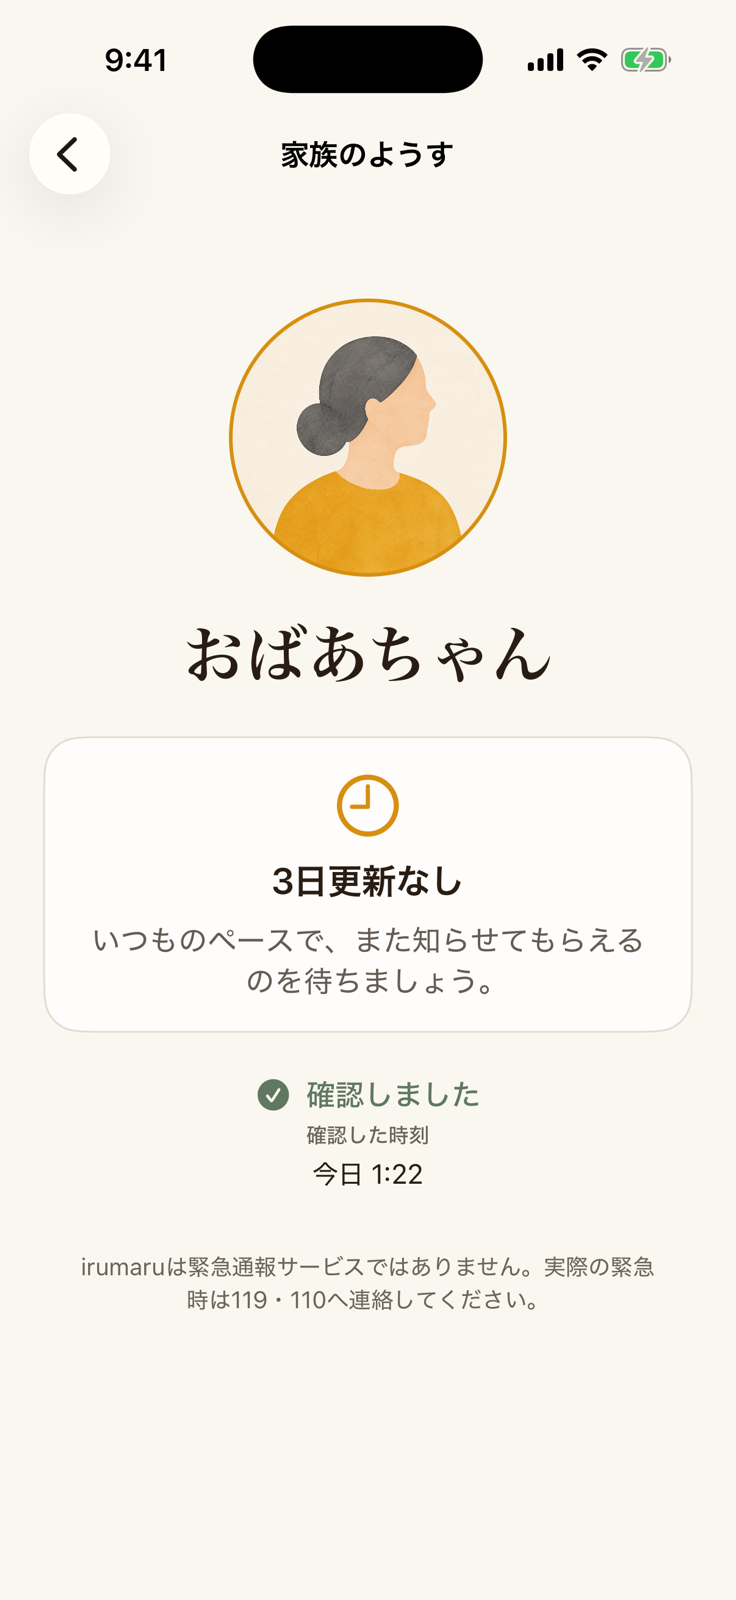 9:41
家族のようす
おばあちゃん
3日更新なし
いつものペースで、また知らせてもらえる
のを待ちましょう。
確認しました
確認した時刻
今日 1:22
irumaruは緊急通報サービスではありません。実際の緊急
時は119・110へ連絡してください。